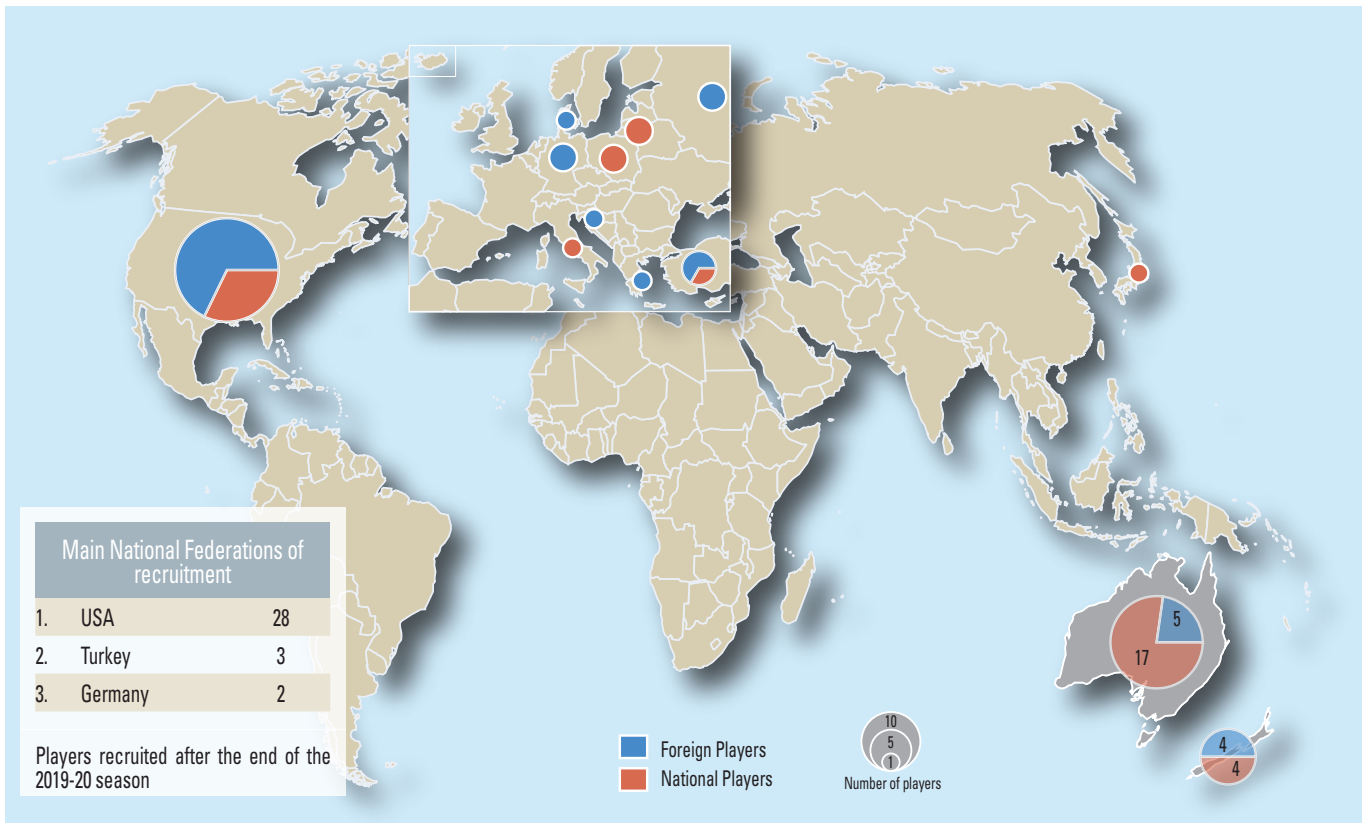 Main National Federations of
recruitment
1. USA 28
2. Turkey 3
3. Germany 2
Players recruited after the end of the
2019-20 season
Foreign Players
National Players
10
5
1
Number of players
5
17
4
4